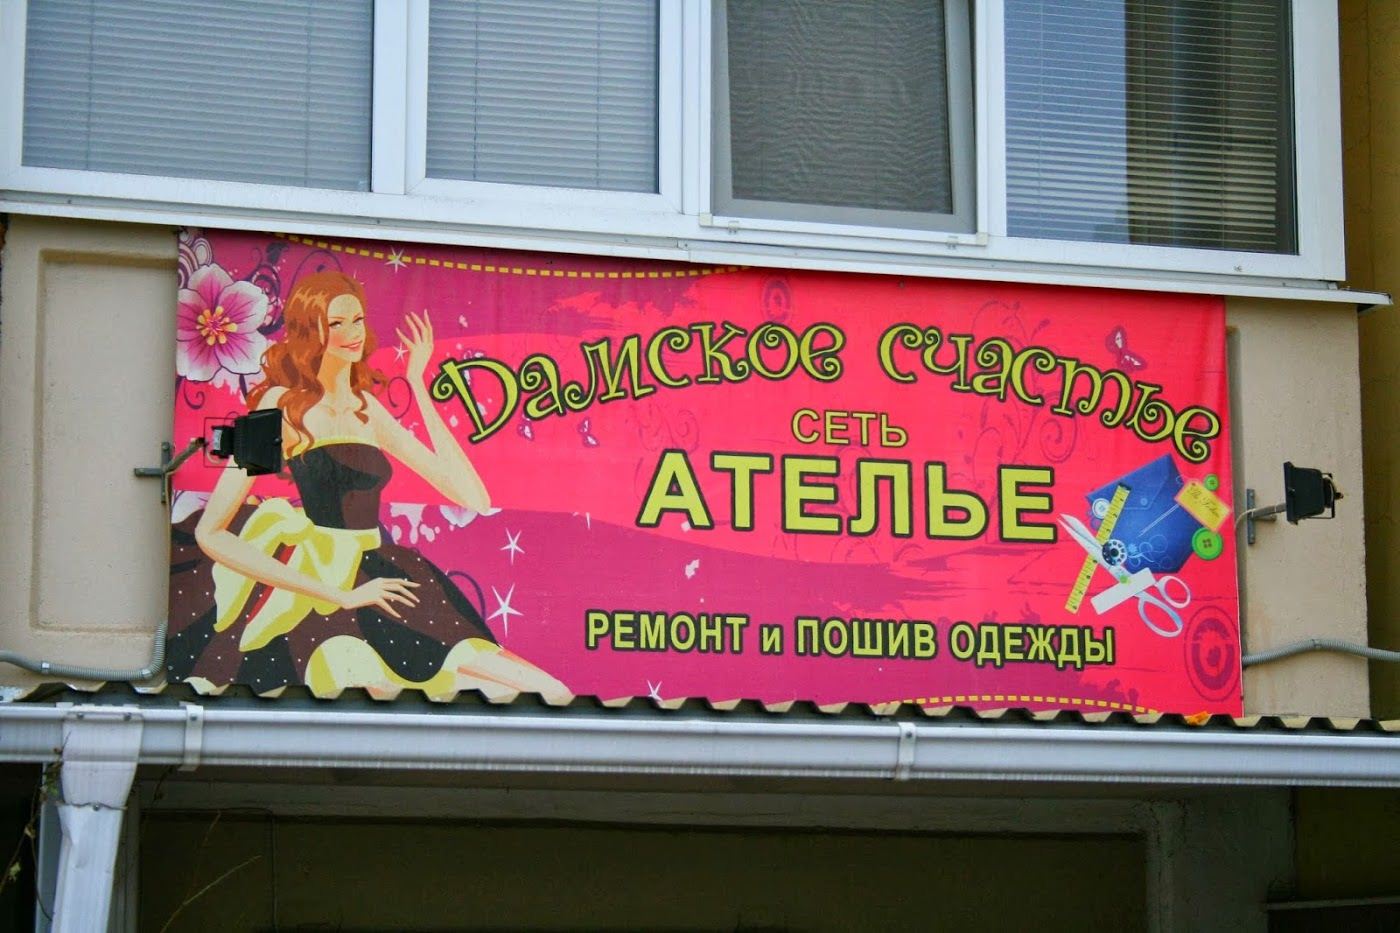 Дамское счастье
СЕТЬ
АТЕЛЬЕ
РЕМОНТ и ПОШИВ ОДЕЖДЫ